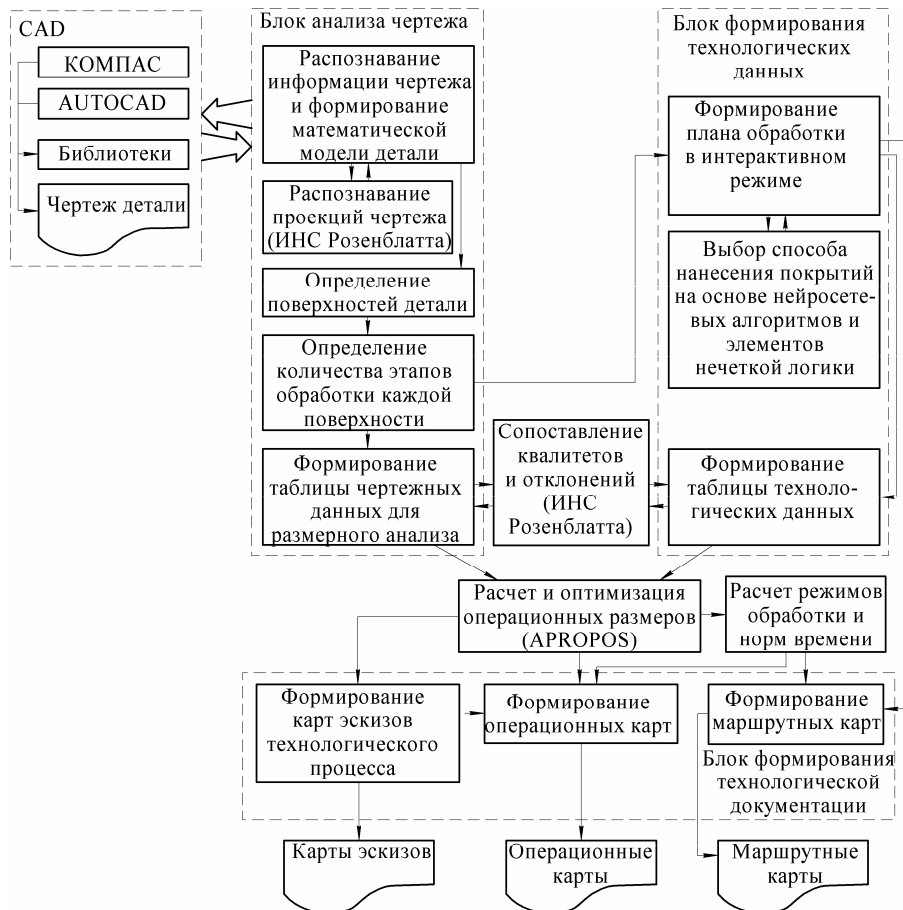 CAD
КОМПАС
AUTOCAD
Библиотеки
Чертеж детали
Блок анализа чертежа
Распознавание
информации чертежа
и формирование
математической
модели детали
Распознавание
проекций чертежа
(ИНС Розенблатта)
Определение
поверхностей детали
Определение
количества этапов
обработки каждой
поверхности
Формирование
таблицы чертежных
данных для
размерного анализа
Сопоставление
квалитетов
и отклонений
(ИНС
Розенблатта)
Блок формирования
технологических
данных
Формирование
плана обработки
в интерактивном
режиме
Выбор способа
нанесения покрытий
на основе нейросете-
вых алгоритмов и
элементов
нечеткой логики
Формирование
таблицы техноло-
гических данных
Расчет и оптимизация
операционных размеров
(APROPOS)
Расчет режимов
обработки и
норм времени
Формирование
карт эскизов
технологического
процесса
Формирование
операционных карт
Формирование
маршрутных карт
Блок формирования
технологической
документации
Карты эскизов
Операционные
карты
Маршрутные
карты